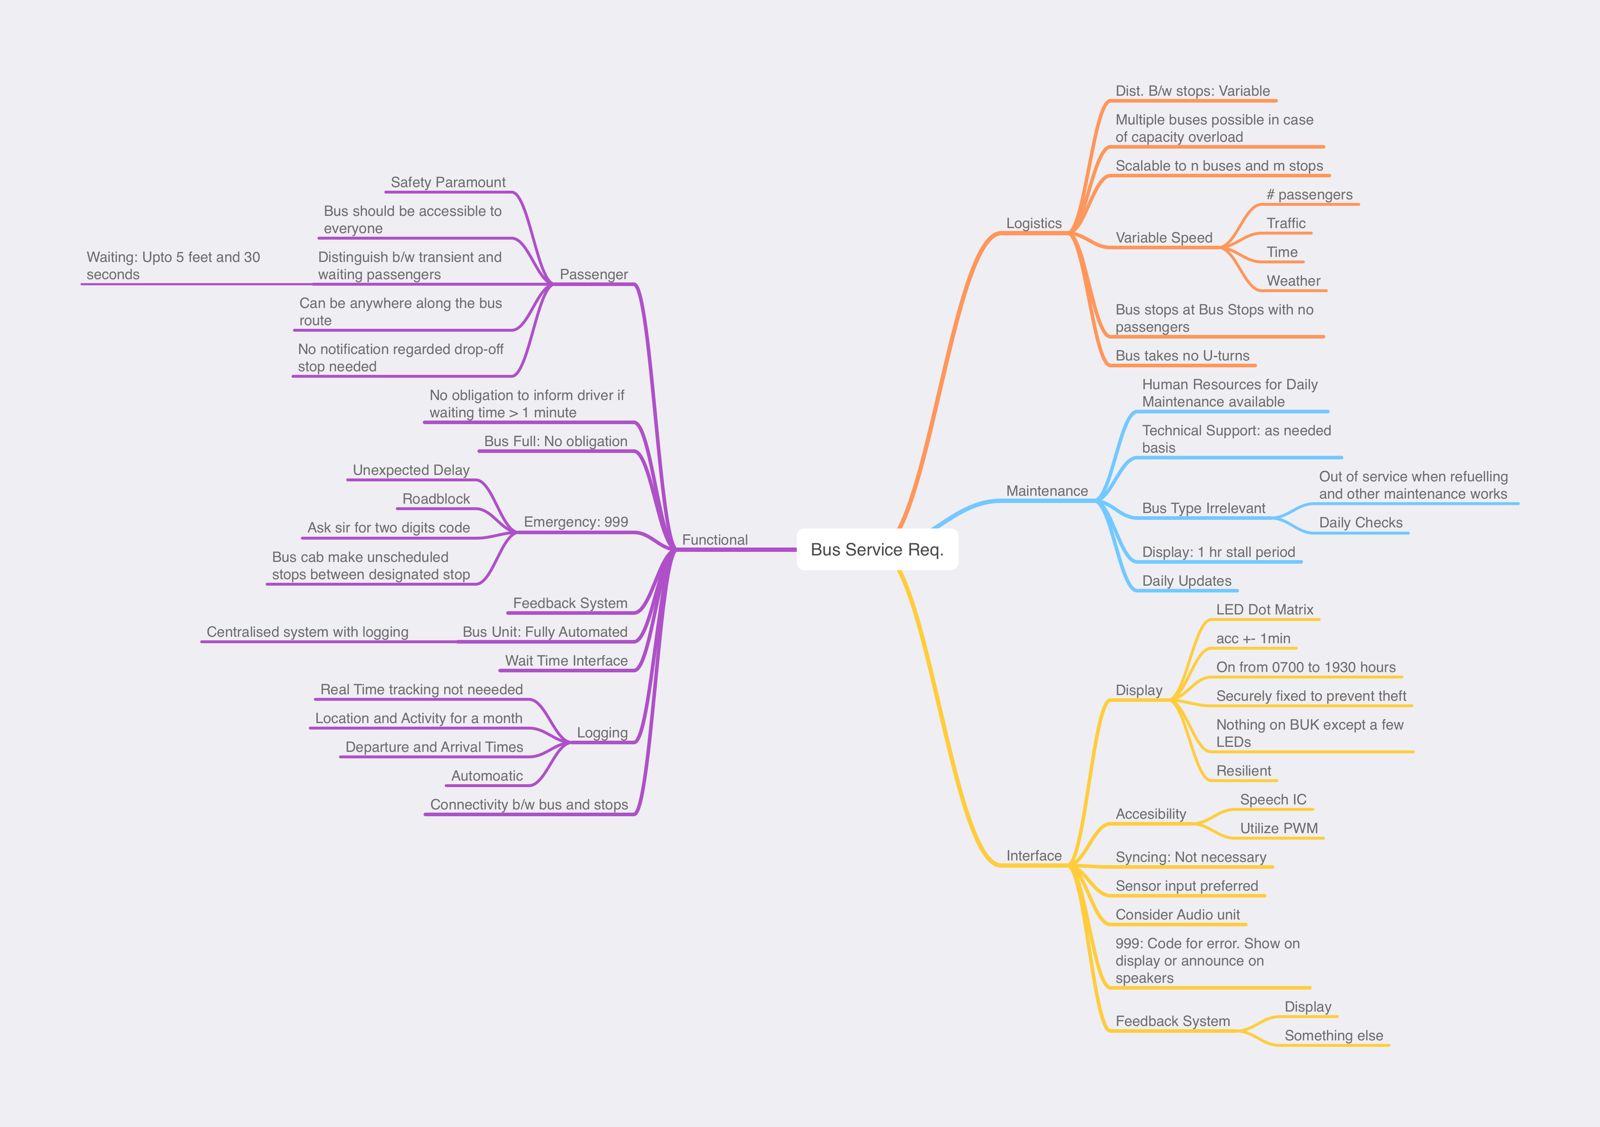 Bus Service Req.
Functional
Passenger
Safety Paramount
Bus should be accessible to
everyone
Distinguish b/w transient and
waiting passengers
Waiting: Upto 5 feet and 30
seconds
Can be anywhere along the bus
route
No notification regarded drop-off
stop needed
No obligation to inform driver if
waiting time > 1 minute
Bus Full: No obligation
Emergency: 999
Unexpected Delay
Roadblock
Ask sir for two digits code
Bus cab make unscheduled
stops between designated stop
Feedback System
Bus Unit: Fully Automated
Centralised system with logging
Wait Time Interface
Logging
Real Time tracking not neeeded
Location and Activity for a month
Departure and Arrival Times
Automoatic
Connectivity b/w bus and stops
Logistics
Dist. B/w stops: Variable
Multiple buses possible in case
of capacity overload
Scalable to n buses and m stops
Variable Speed
# passengers
Traffic
Time
Weather
Bus stops at Bus Stops with no
passengers
Bus takes no U-turns
Maintenance
Human Resources for Daily
Maintenance available
Technical Support: as needed
basis
Bus Type Irrelevant
Out of service when refuelling
and other maintenance works
Daily Checks
Display: 1 hr stall period
Daily Updates
Interface
Display
LED Dot Matrix
acc +- 1min
On from 0700 to 1930 hours
Securely fixed to prevent theft
Nothing on BUK except a few
LEDs
Resilient
Accesibility
Speech IC
Utilize PWM
Syncing: Not necessary
Sensor input preferred
Consider Audio unit
999: Code for error. Show on
display or announce on
speakers
Feedback System
Display
Something else